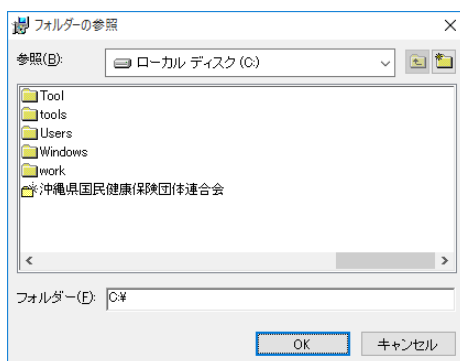 フォルダーの参照
参照(B):
ローカル ディスク (C:)
Tool
tools
Users
Windows
work
沖縄県国民健康保険団体連合会
フォルダー(F):
C:¥
OK
キャンセル